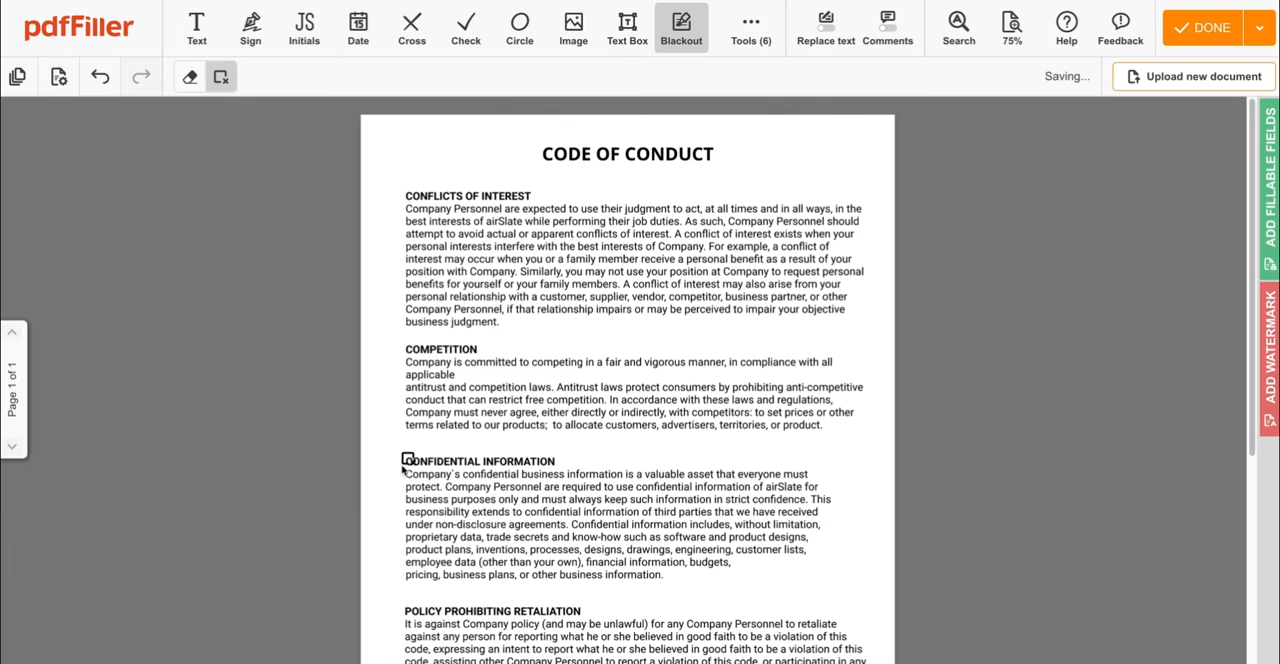 pdfFiller
Text
Sign
Initials
15
Date
Cross
Check
Circle
Image
Text Box
Blackout
Tools (6)
Replace text
Comments
Search
75%
Help
Feedback
DONE
Saving...
Upload new document
ADD FILLABLE FIELDS
ADD WATERMARK
Page 1 of 1
CODE OF CONDUCT
CONFLICTS OF INTEREST
Company Personnel are expected to use their judgment to act, at all times and in all ways, in the
best interests of airSlate while performing their job duties. As such, Company Personnel should
attempt to avoid actual or apparent conflicts of interest. A conflict of interest exists when your
personal interests interfere with the best interests of Company. For example, a conflict of
interest may occur when you or a family member receive a personal benefit as a result of your
position with Company. Similarly, you may not use your position at Company to request personal
benefits for yourself or your family members. A conflict of interest may also arise from your
personal relationship with a customer, supplier, vendor, competitor, business partner, or other
Company Personnel, if that relationship impairs or may be perceived to impair your objective
business judgment.
COMPETITION
Company is committed to competing in a fair and vigorous manner, in compliance with all
applicable
antitrust and competition laws. Antitrust laws protect consumers by prohibiting anti-competitive
conduct that can restrict free competition. In accordance with these laws and regulations,
Company must never agree, either directly or indirectly, with competitors: to set prices or other
terms related to our products; to allocate customers, advertisers, territories, or product.
CONFIDENTIAL INFORMATION
Company`s confidential business information is a valuable asset that everyone must
protect. Company Personnel are required to use confidential information of airSlate for
business purposes only and must always keep such information in strict confidence. This
responsibility extends to confidential information of third parties that we have received
under non-disclosure agreements. Confidential information includes, without limitation,
proprietary data, trade secrets and know-how such as software and product designs,
product plans, inventions, processes, designs, drawings, engineering, customer lists,
employee data (other than your own), financial information, budgets,
pricing, business plans, or other business information.
POLICY PROHIBITING RETALIATION
It is against Company policy (and may be unlawful) for any Company Personnel to retaliate
against any person for reporting what he or she believed in good faith to be a violation of this
code, expressing an intent to report what he or she believed in good faith to be a violation of this
code, assisting other Company Personnel to report a violation of this code, or participating in any